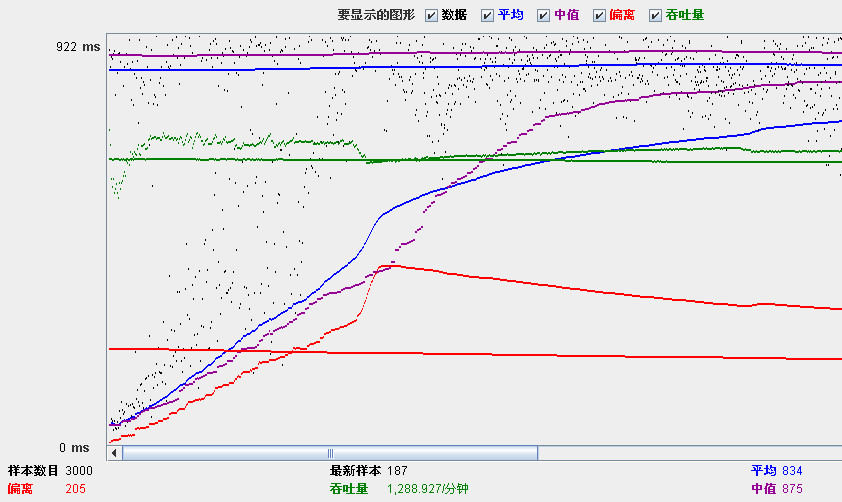 要显示的图形 数据 平均 中值 偏离 吞吐量
922 ms
0 ms
样本数目 3000 最新样本 187 平均 834
偏离 205 吞吐量 1,288.927/分钟 中值 875